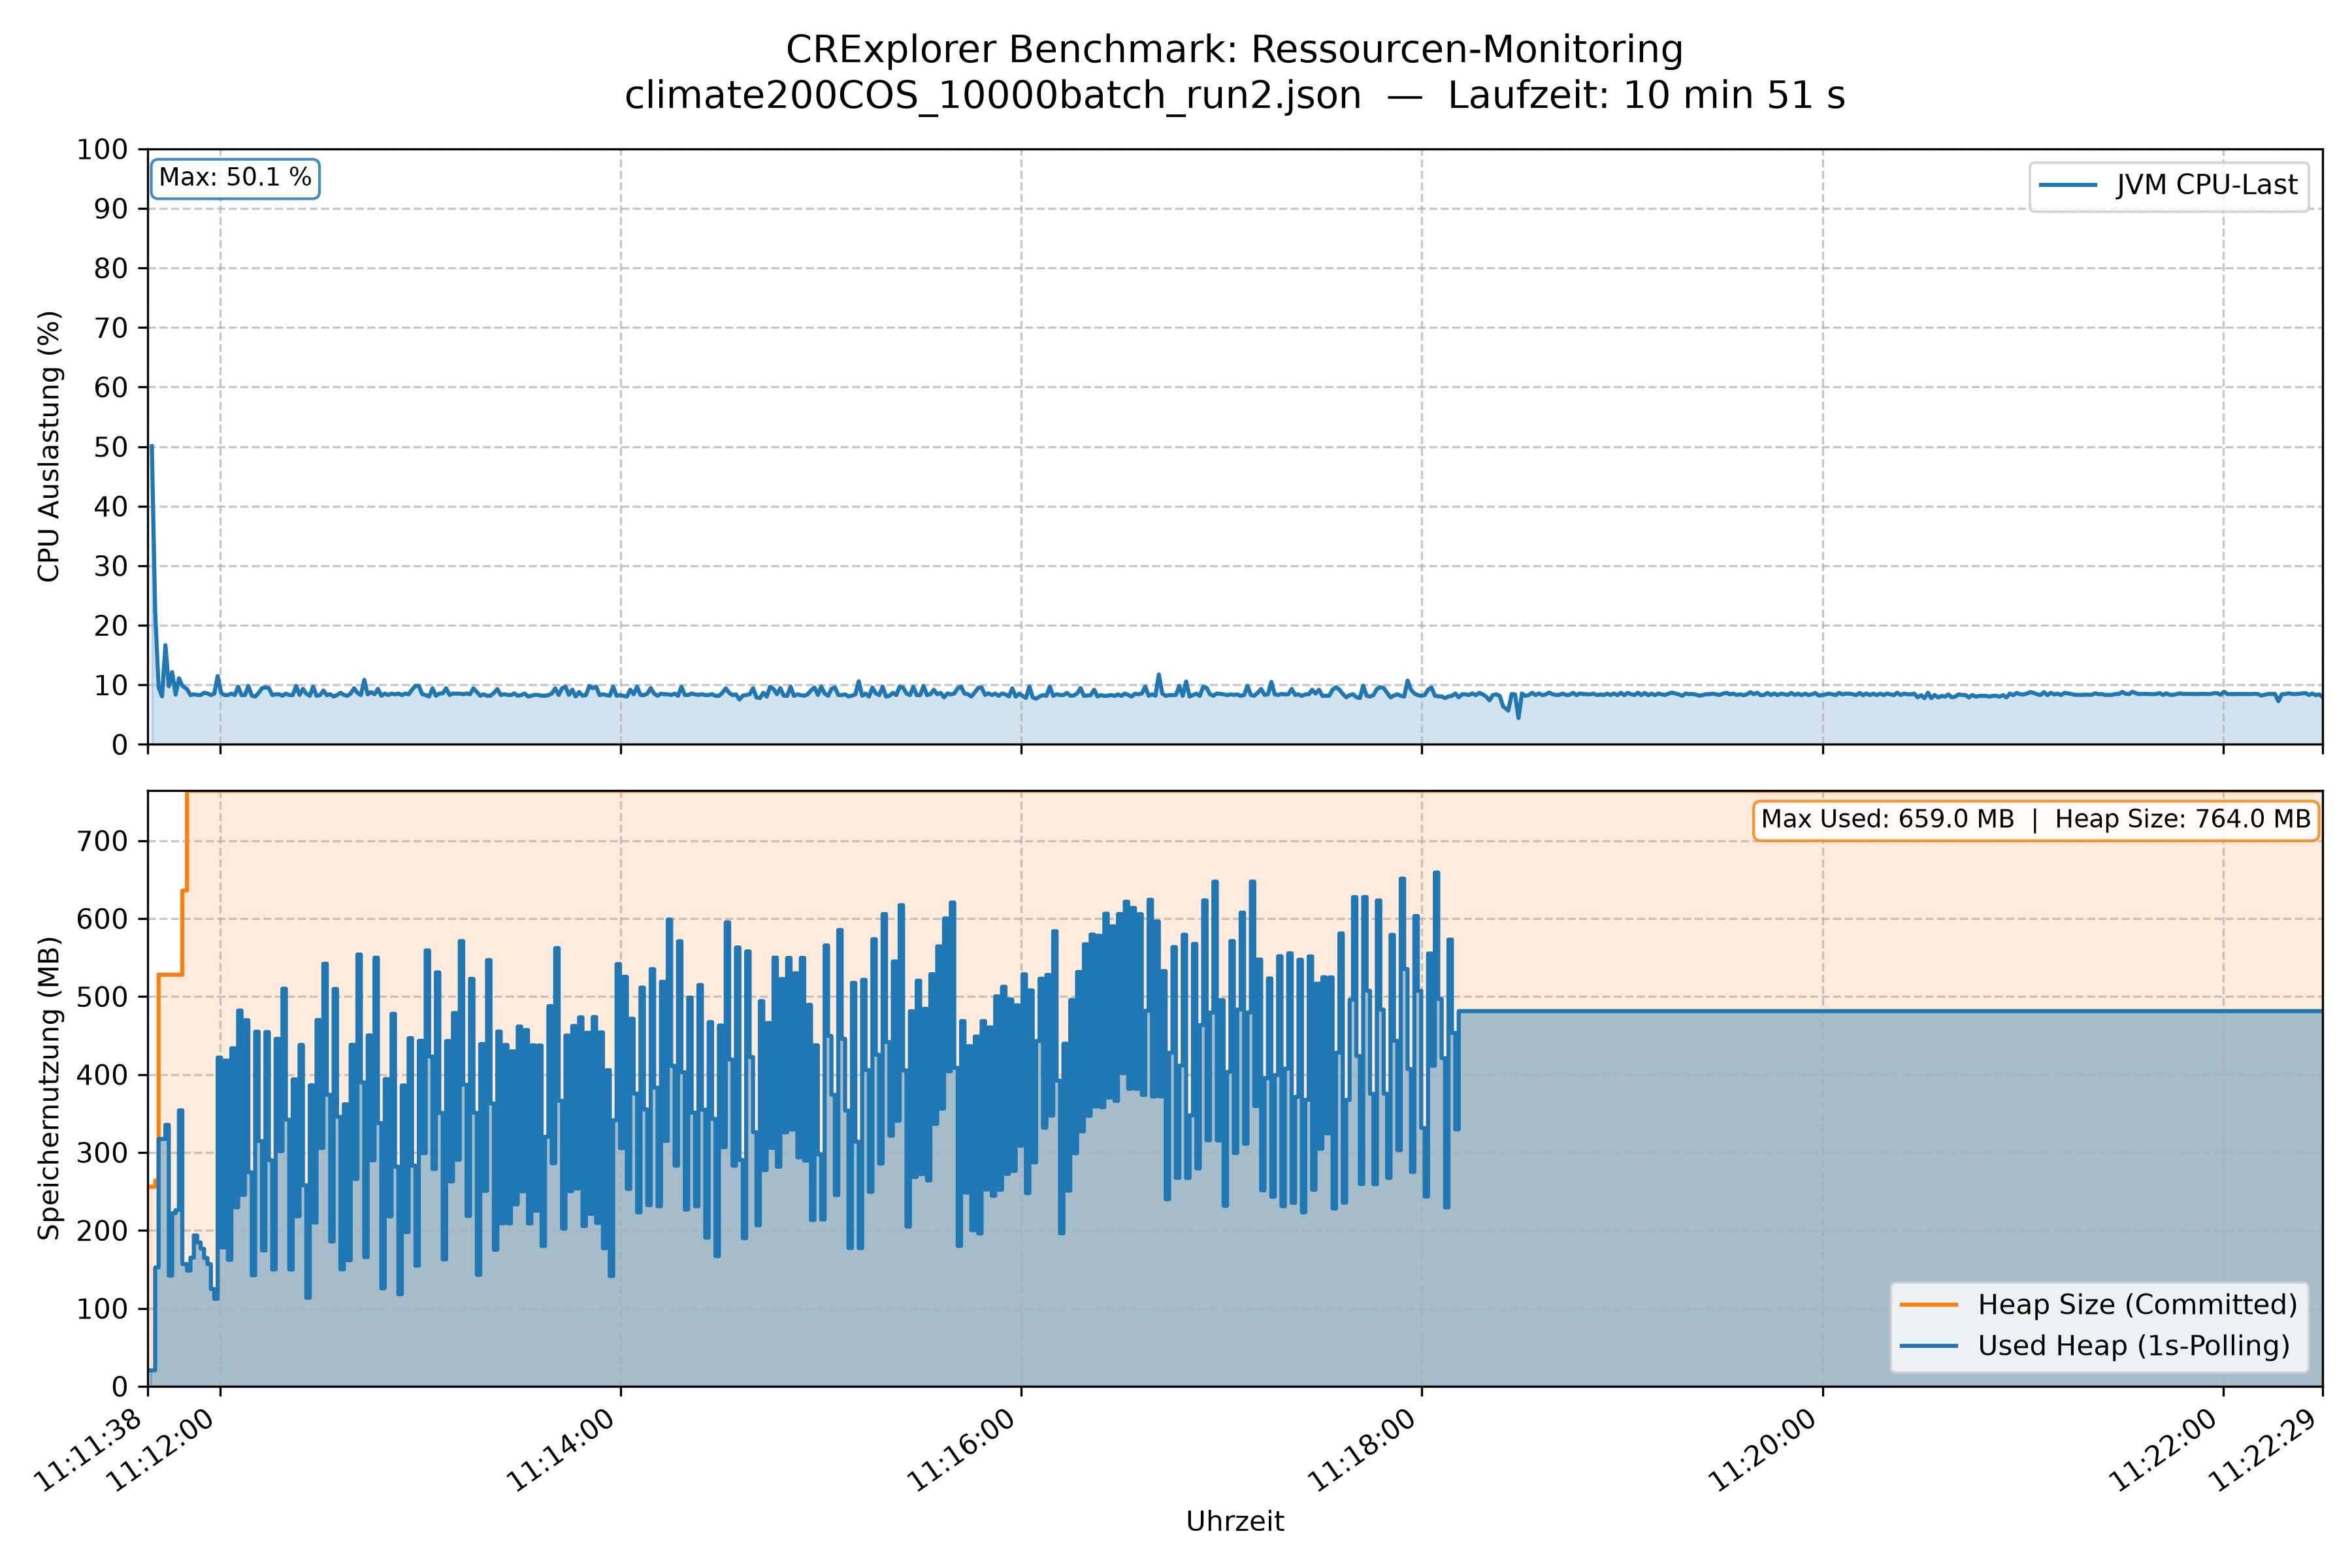 CRExplorer Benchmark: Ressourcen-Monitoring
climate200COS_10000batch_run2.json — Laufzeit: 10 min 51 s
100
90
80
70
60
50
40
30
20
10
0
CPU Auslastung (%)
Max: 50.1 %
JVM CPU-Last
700
600
500
400
300
200
100
0
Speichernutzung (MB)
Max Used: 659.0 MB | Heap Size: 764.0 MB
Heap Size (Committed)
Used Heap (1s-Polling)
11:11:38
11:12:00
11:14:00
11:16:00
11:18:00
11:20:00
11:22:00
11:22:29
Uhrzeit